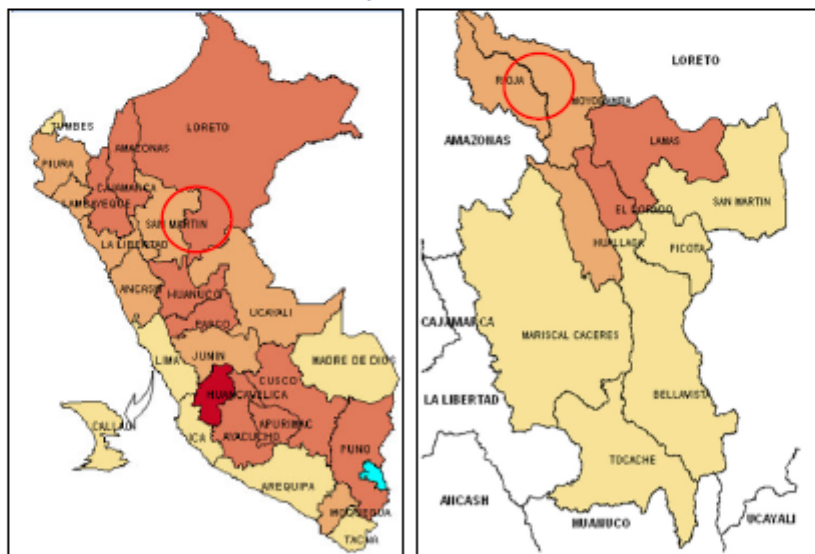 TUMBES
LORETO
AMAZONAS
PIURA
CAJAMARCA
LAMBAYEQUE
SAN MARTIN
LA LIBERTAD
ANCASH
HUANUCO
UCAYALI
PASCO
LIMA
JUNIN
MADRE DE DIOS
CUSCO
HUANCAVELICA
CALLAO
APURIMAC
ICA
AYACUCHO
PUNO
AREQUIPA
MOQUEGUA
TACNA
LORETO
RIOJA
MOYOBAMBA
AMAZONAS
LAMAS
SAN MARTIN
EL DORADO
HUALLAGA
PICOTA
CAJAMARCA
MARISCAL CACERES
BELLAVISTA
LA LIBERTAD
TOCACHE
ANCASH
HUANUCO
UCAYALI